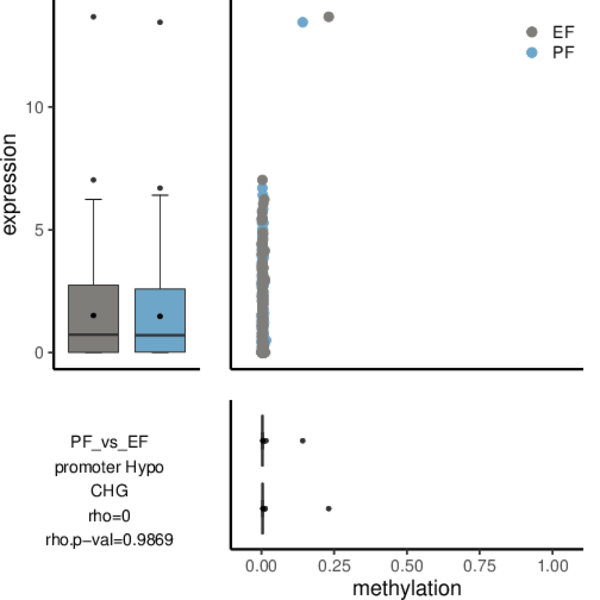 EF
PF
expression
10
5
0
PF_vs_EF
promoter Hypo
CHG
rho=0
rho.p−val=0.9869
0.00 0.25 0.50 0.75 1.00
methylation